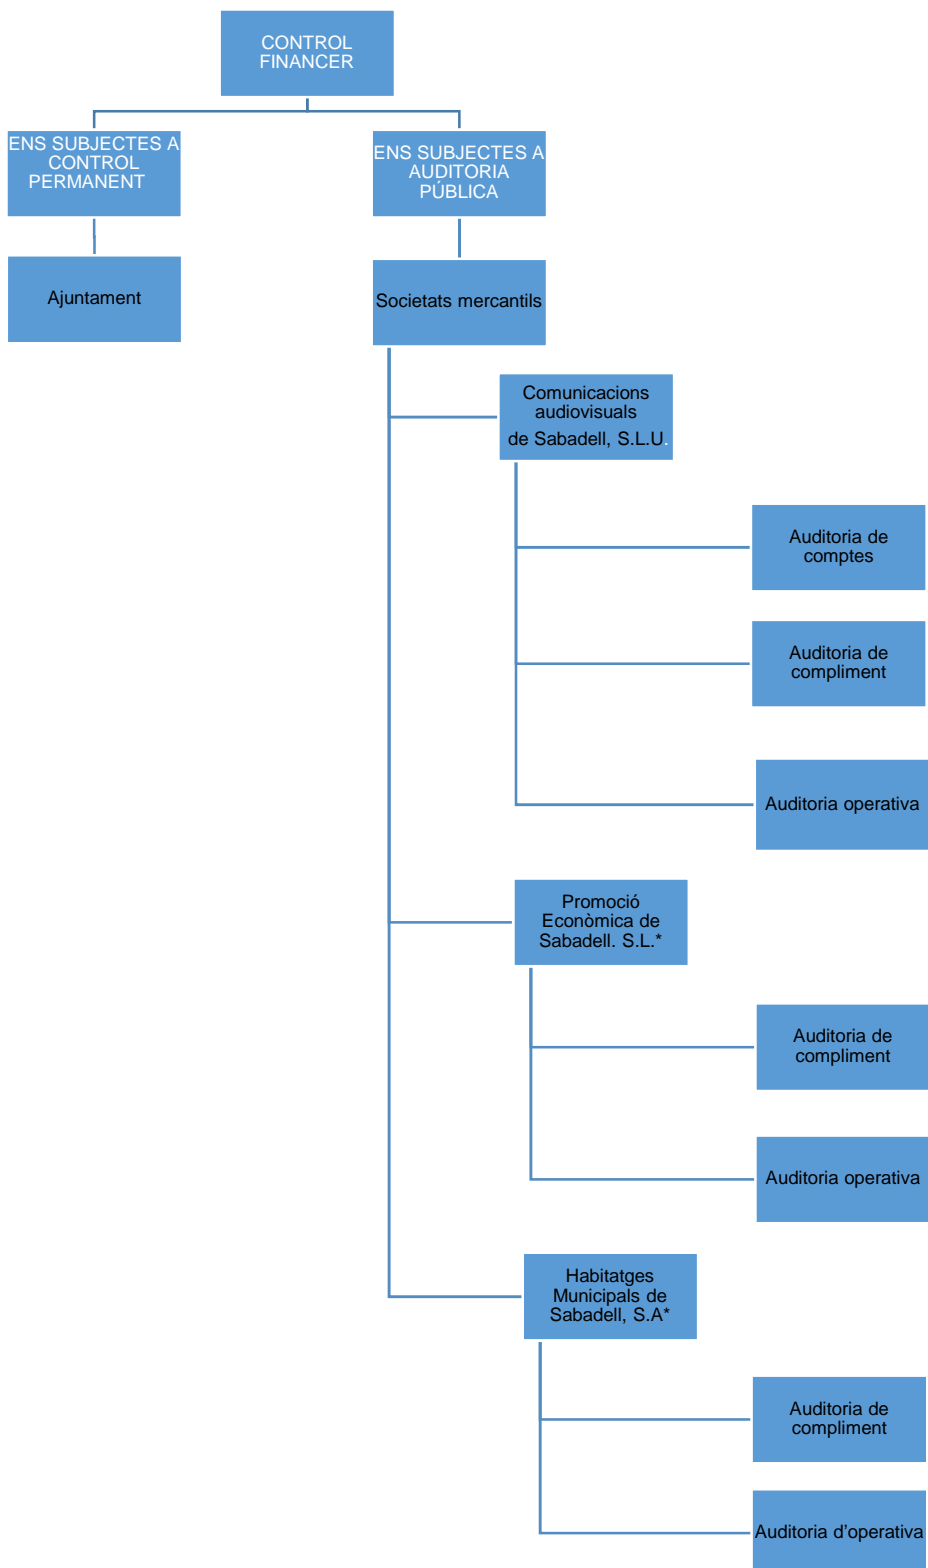 CONTROL
FINANCER
ENS SUBJECTES A
CONTROL
PERMANENT
ENS SUBJECTES A
AUDITORIA
PÚBLICA
Ajuntament
Societats mercantils
Comunicacions
audiovisuals
de Sabadell, S.L.U.
Auditoria de
comptes
Auditoria de
compliment
Auditoria operativa
Promoció
Econòmica de
Sabadell. S.L.*
Auditoria de
compliment
Auditoria operativa
Habitatges
Municipals de
Sabadell, S.A*
Auditoria de
compliment
Auditoria d’operativa